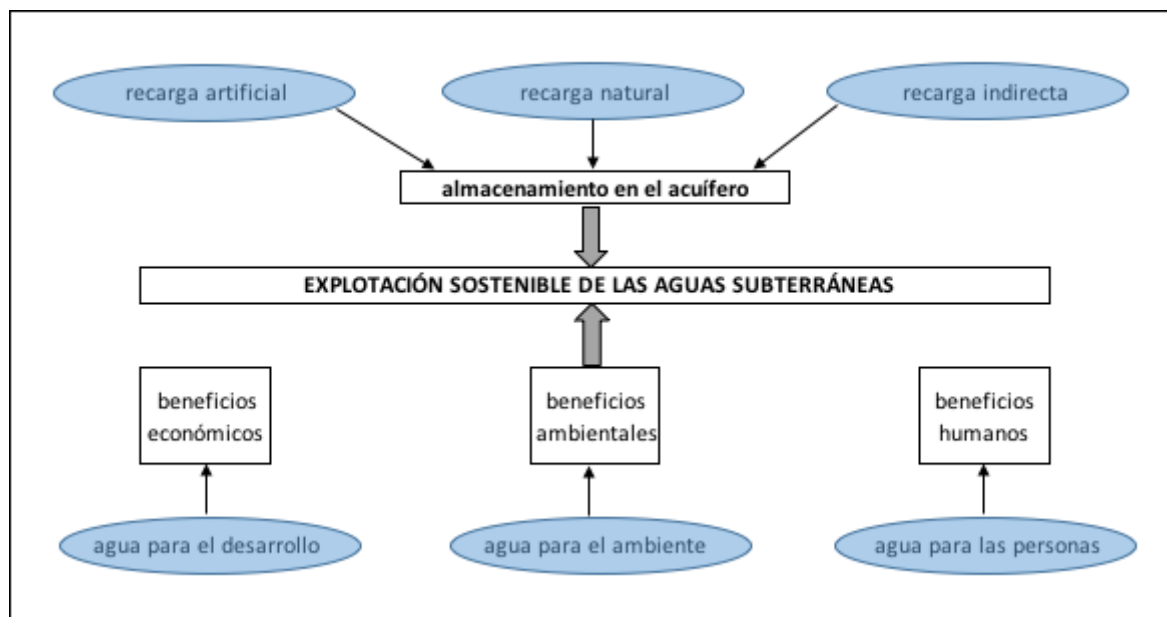 recarga artificial
recarga natural
recarga indirecta
almacenamiento en el acuífero
EXPLOTACIÓN SOSTENIBLE DE LAS AGUAS SUBTERRÁNEAS
beneficios
económicos
beneficios
ambientales
beneficios
humanos
agua para el desarrollo
agua para el ambiente
agua para las personas